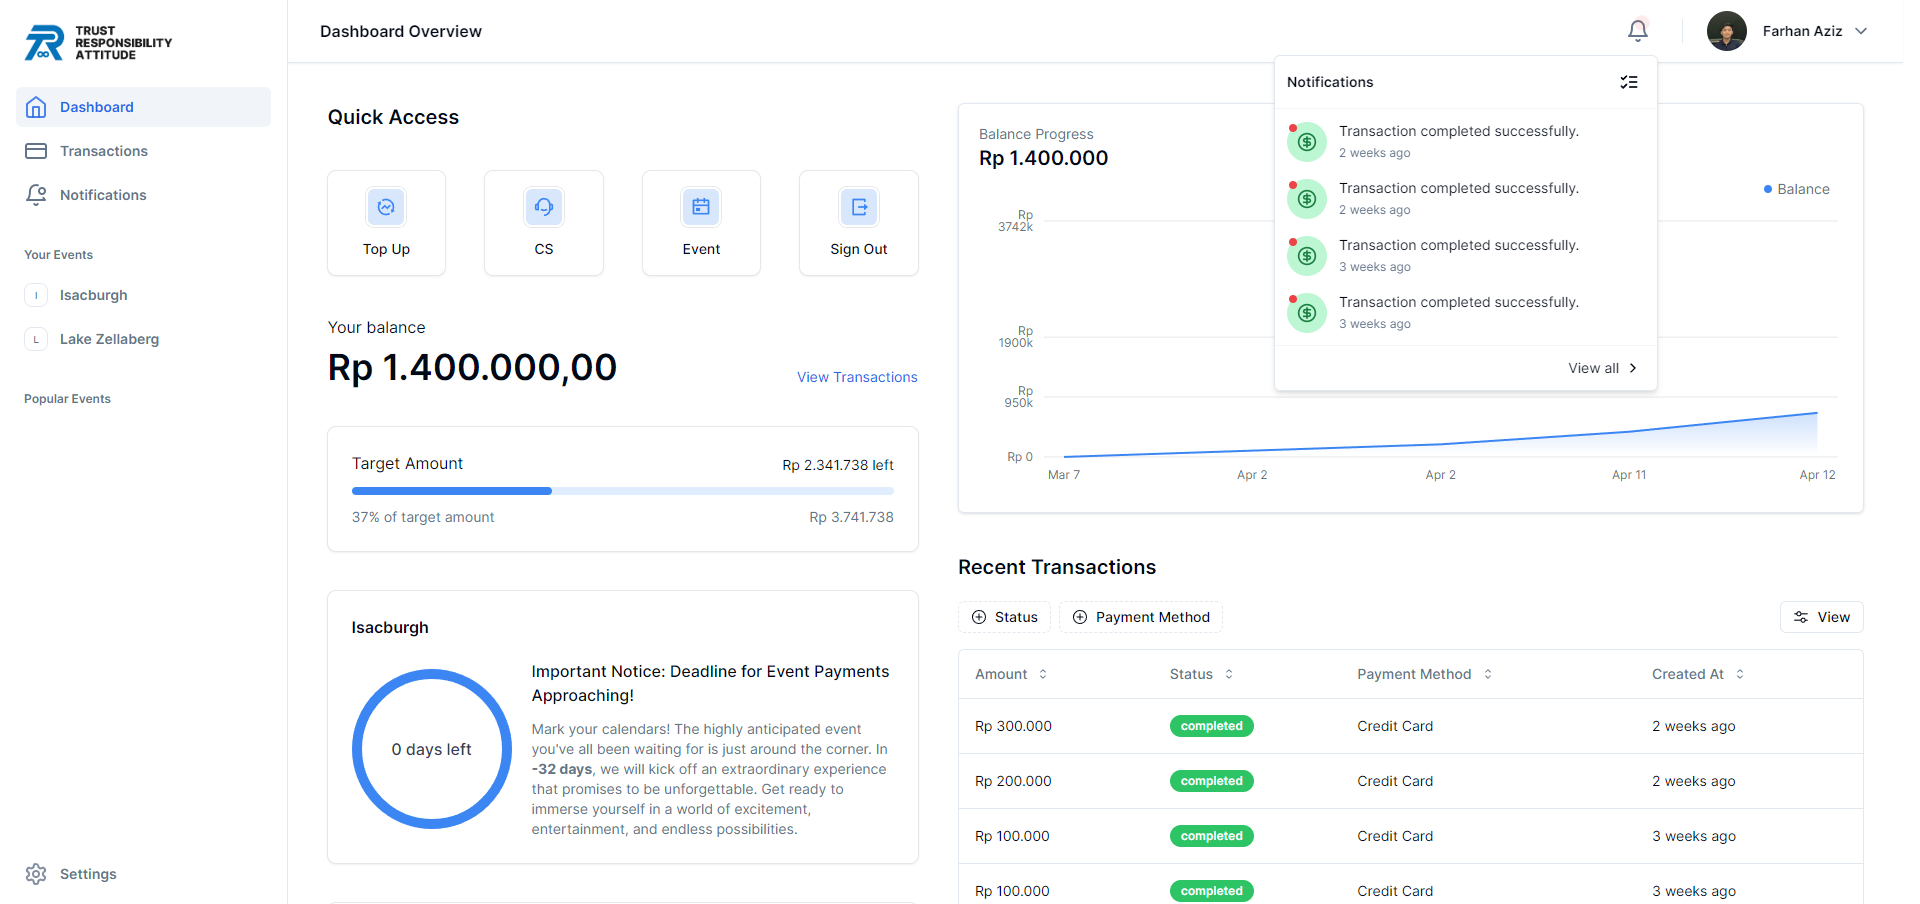 TRUST
RESPONSIBILITY
ATTITUDE
Dashboard
Transactions
Notifications
Your Events
I
Isacburgh
L
Lake Zellaberg
Popular Events
Settings
Dashboard Overview
Farhan Aziz
Quick Access
Top Up
CS
Event
Sign Out
Your balance
Rp 1.400.000,00
View Transactions
Target Amount
Rp 2.341.738 left
37% of target amount
Rp 3.741.738
Isacburgh
0 days left
Important Notice: Deadline for Event Payments
Approaching!
Mark your calendars! The highly anticipated event
you've all been waiting for is just around the corner. In
-32 days, we will kick off an extraordinary experience
that promises to be unforgettable. Get ready to
immerse yourself in a world of excitement,
entertainment, and endless possibilities.
Balance Progress
Rp 1.400.000
Balance
Rp
3742k
Rp
1900k
Rp
950k
Rp 0
Mar 7
Apr 2
Apr 2
Apr 11
Apr 12
Notifications
Transaction completed successfully.
2 weeks ago
Transaction completed successfully.
2 weeks ago
Transaction completed successfully.
3 weeks ago
Transaction completed successfully.
3 weeks ago
View all
Recent Transactions
Status
Payment Method
View
Amount Status Payment Method Created At
Rp 300.000 completed Credit Card 2 weeks ago
Rp 200.000 completed Credit Card 2 weeks ago
Rp 100.000 completed Credit Card 3 weeks ago
Rp 100.000 completed Credit Card 3 weeks ago